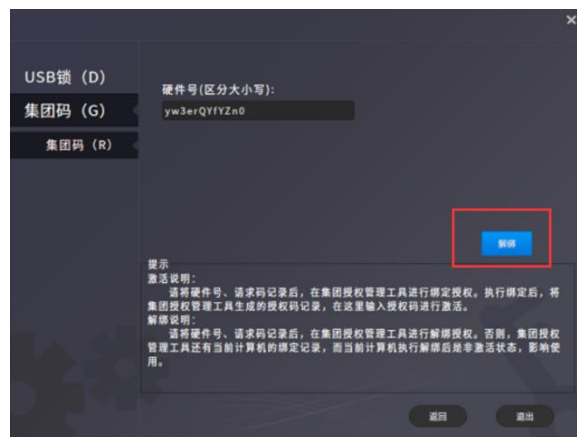 USB锁（D）
集团码（G）
集团码（R）
硬件号(区分大小写):
yw3erQYfYZn0
解绑
提示
激活说明:
请将硬件号、请求码记录后，在集团授权管理工具进行绑定授权。执行绑定后，将
集团授权管理工具生成的授权码记录，在这里输入授权码进行激活。
解绑说明:
请将硬件号、请求码记录后，在集团授权管理工具进行解绑授权。否则，集团授权
管理工具还有当前计算机的绑定记录，而当前计算机执行解绑后是非激活状态，影响使
用。
返回
退出